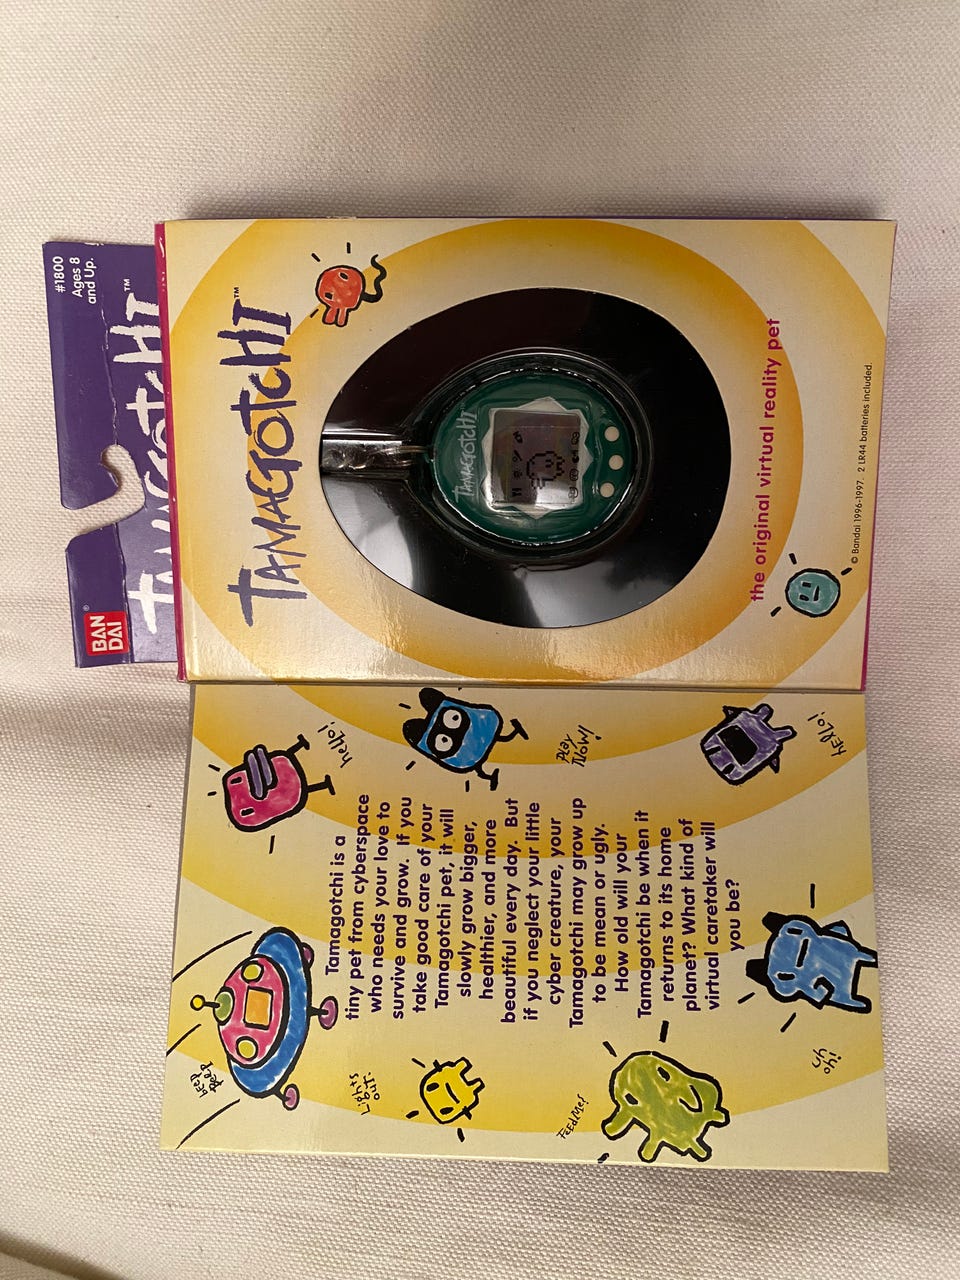 #1800
Ages 8
and Up.
TAMAGOTCHI™
BAN
DAI®
TAMAGOTCHI™
TAMAGOTCHI
the original virtual reality pet
© Bandai 1996-1997. 2 LR44 batteries included.
beep
peep
hello!
Lights
out!
Play
Now!
Feed Me!
hello!
uh
oh!
Tamagotchi is a
tiny pet from cyberspace
who needs your love to
survive and grow. If you
take good care of your
Tamagotchi pet, it will
slowly grow bigger,
healthier, and more
beautiful every day. But
if you neglect your little
cyber creature, your
Tamagotchi may grow up
to be mean or ugly.
How old will your
Tamagotchi be when it
returns to its home
planet? What kind of
virtual caretaker will
you be?